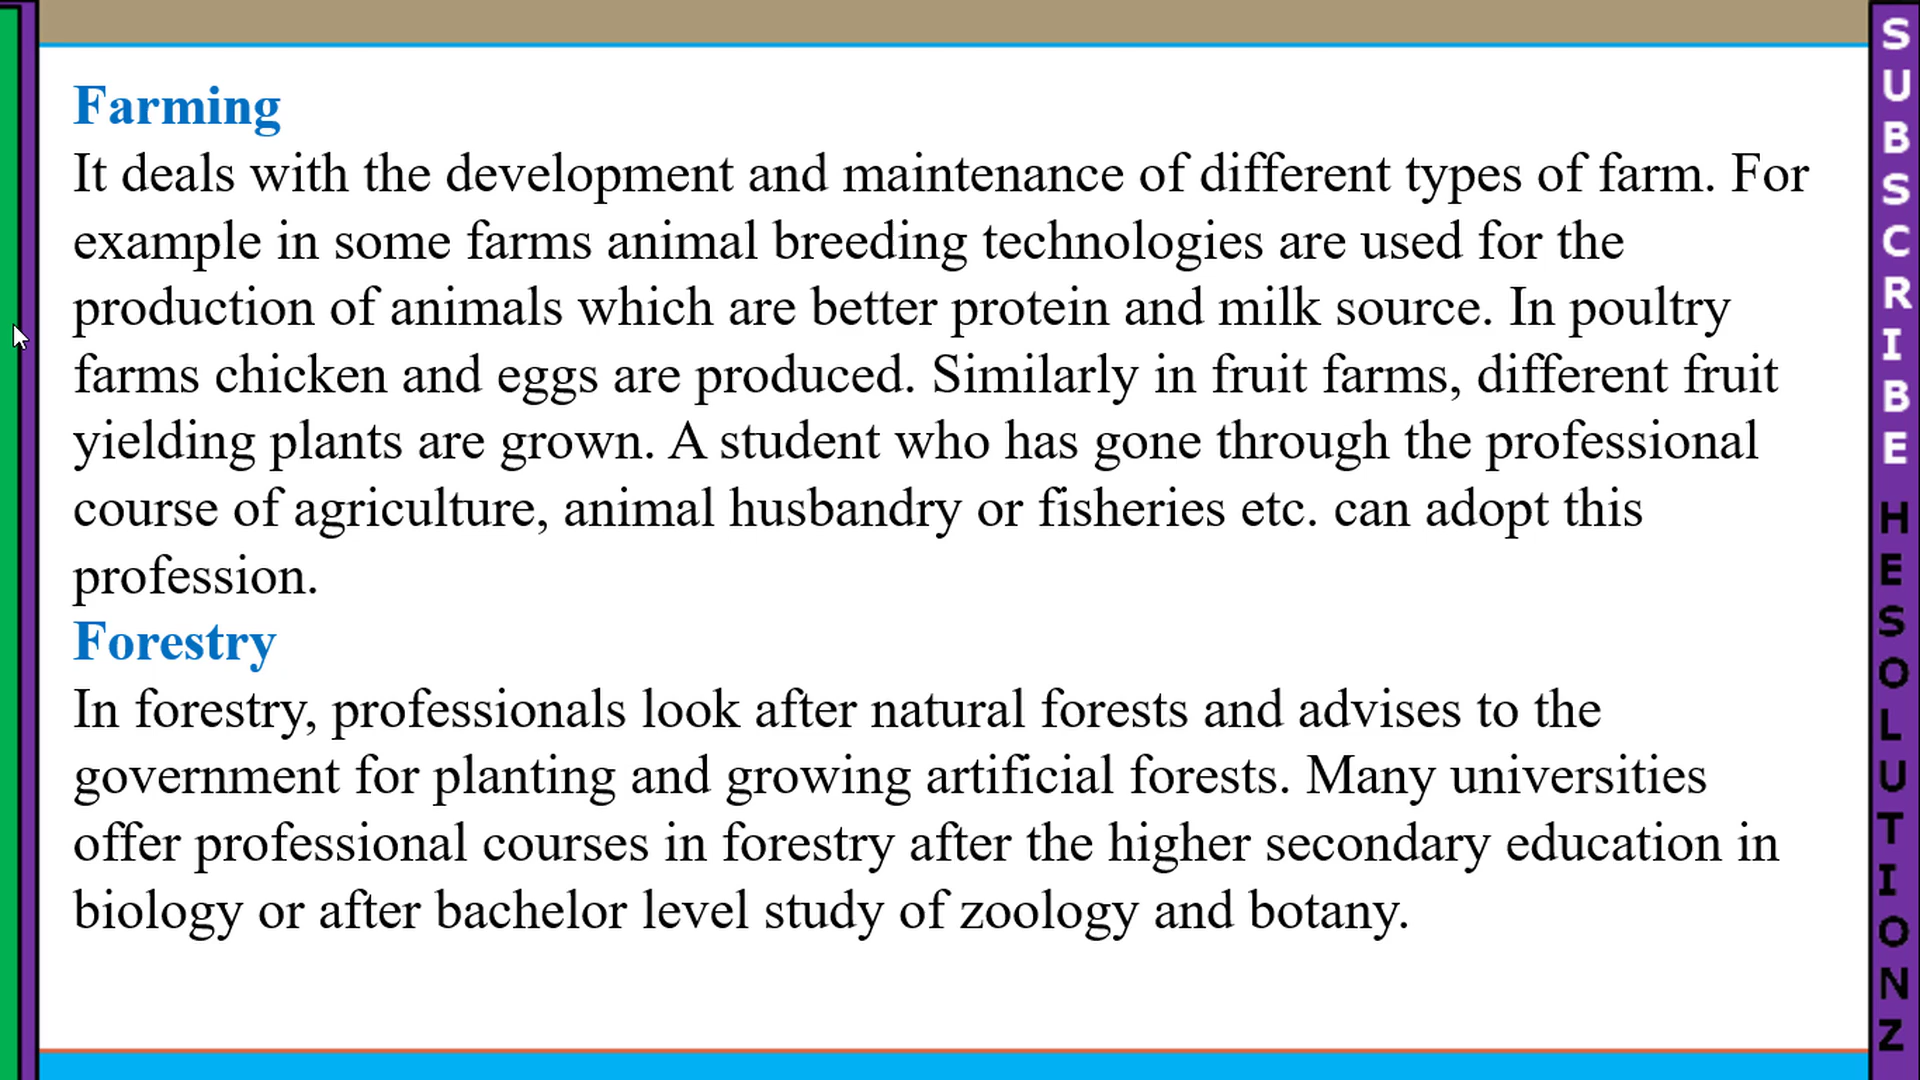 Farming
It deals with the development and maintenance of different types of farm. For
example in some farms animal breeding technologies are used for the
production of animals which are better protein and milk source. In poultry
farms chicken and eggs are produced. Similarly in fruit farms, different fruit
yielding plants are grown. A student who has gone through the professional
course of agriculture, animal husbandry or fisheries etc. can adopt this
profession.
Forestry
In forestry, professionals look after natural forests and advises to the
government for planting and growing artificial forests. Many universities
offer professional courses in forestry after the higher secondary education in
biology or after bachelor level study of zoology and botany.
SUBSCRIBE HESOLUTIONZ